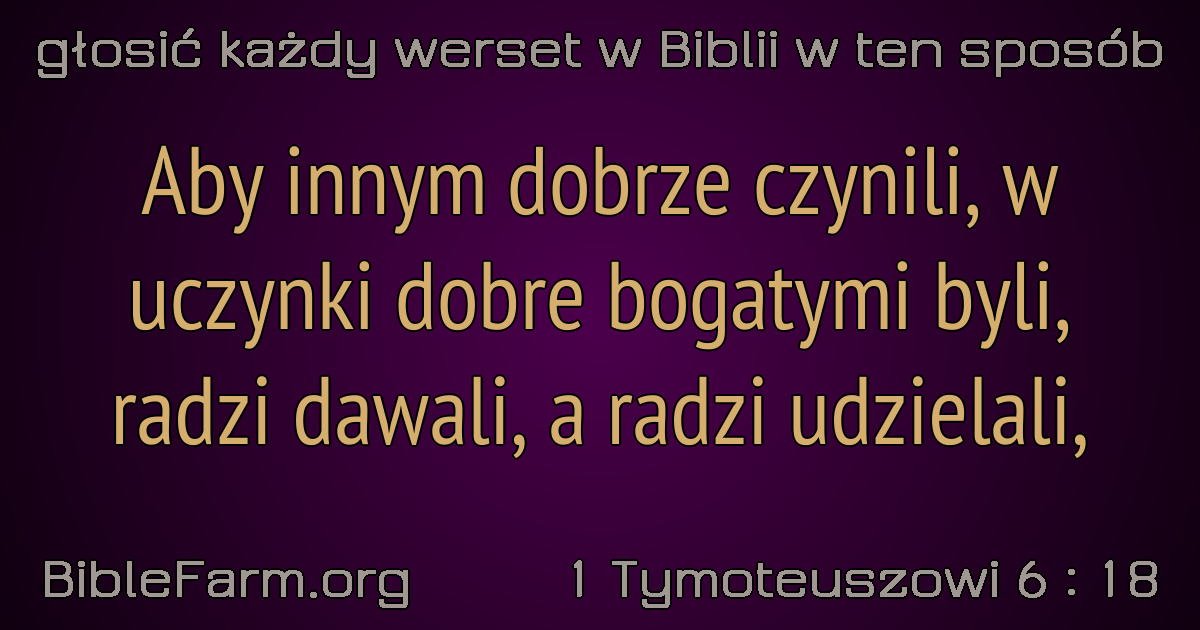 głosić każdy werset w Biblii w ten sposób
Aby innym dobrze czynili, w
uczynki dobre bogatymi byli,
radzi dawali, a radzi udzielali,
BibleFarm.org
1 Tymoteuszowi 6 : 18